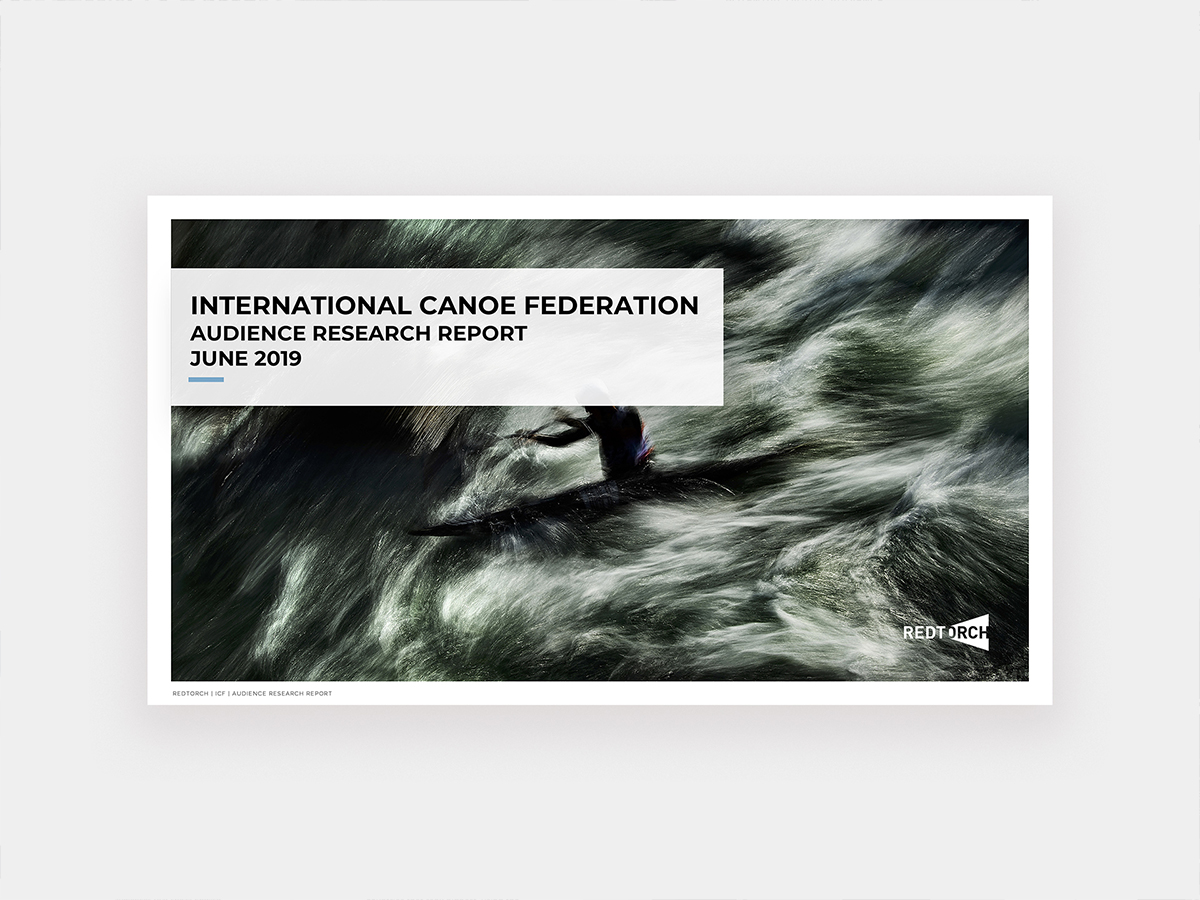 INTERNATIONAL CANOE FEDERATION
AUDIENCE RESEARCH REPORT
JUNE 2019
REDTORCH
REDTORCH | ICF | AUDIENCE RESEARCH REPORT